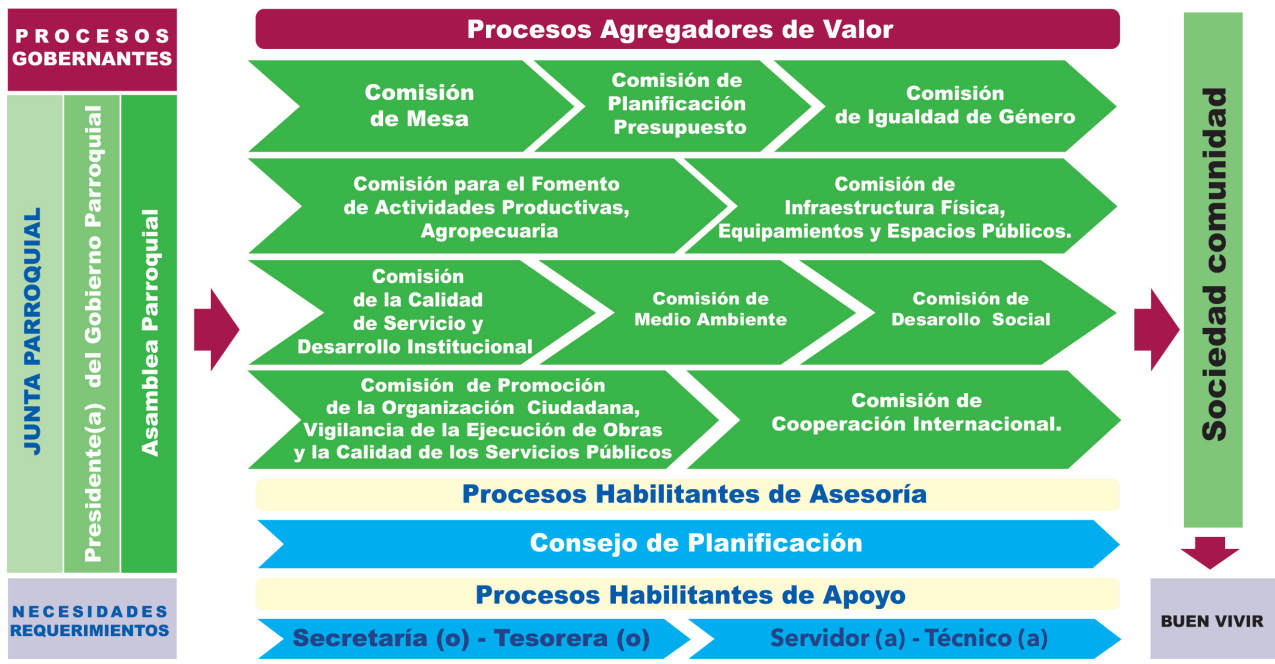 PROCESOS
GOBERNANTES
JUNTA PARROQUIAL
Presidente(a) del Gobierno Parroquial
Asamblea Parroquial
NECESIDADES
REQUERIMIENTOS
Procesos Agregadores de Valor
Comisión
de Mesa
Comisión de
Planificación
Presupuesto
Comisión
de Igualdad de Género
Comisión para el Fomento
de Actividades Productivas,
Agropecuaria
Comisión de
Infraestructura Física,
Equipamientos y Espacios Públicos.
Comisión
de la Calidad
de Servicio y
Desarrollo Institucional
Comisión de
Medio Ambiente
Comisión de
Desarollo Social
Comisión de Promoción
de la Organización Ciudadana,
Vigilancia de la Ejecución de Obras
y la Calidad de los Servicios Públicos
Comisión de
Cooperación Internacional.
Procesos Habilitantes de Asesoría
Consejo de Planificación
Procesos Habilitantes de Apoyo
Secretaría (o) - Tesorera (o)
Servidor (a) - Técnico (a)
Sociedad comunidad
BUEN VIVIR